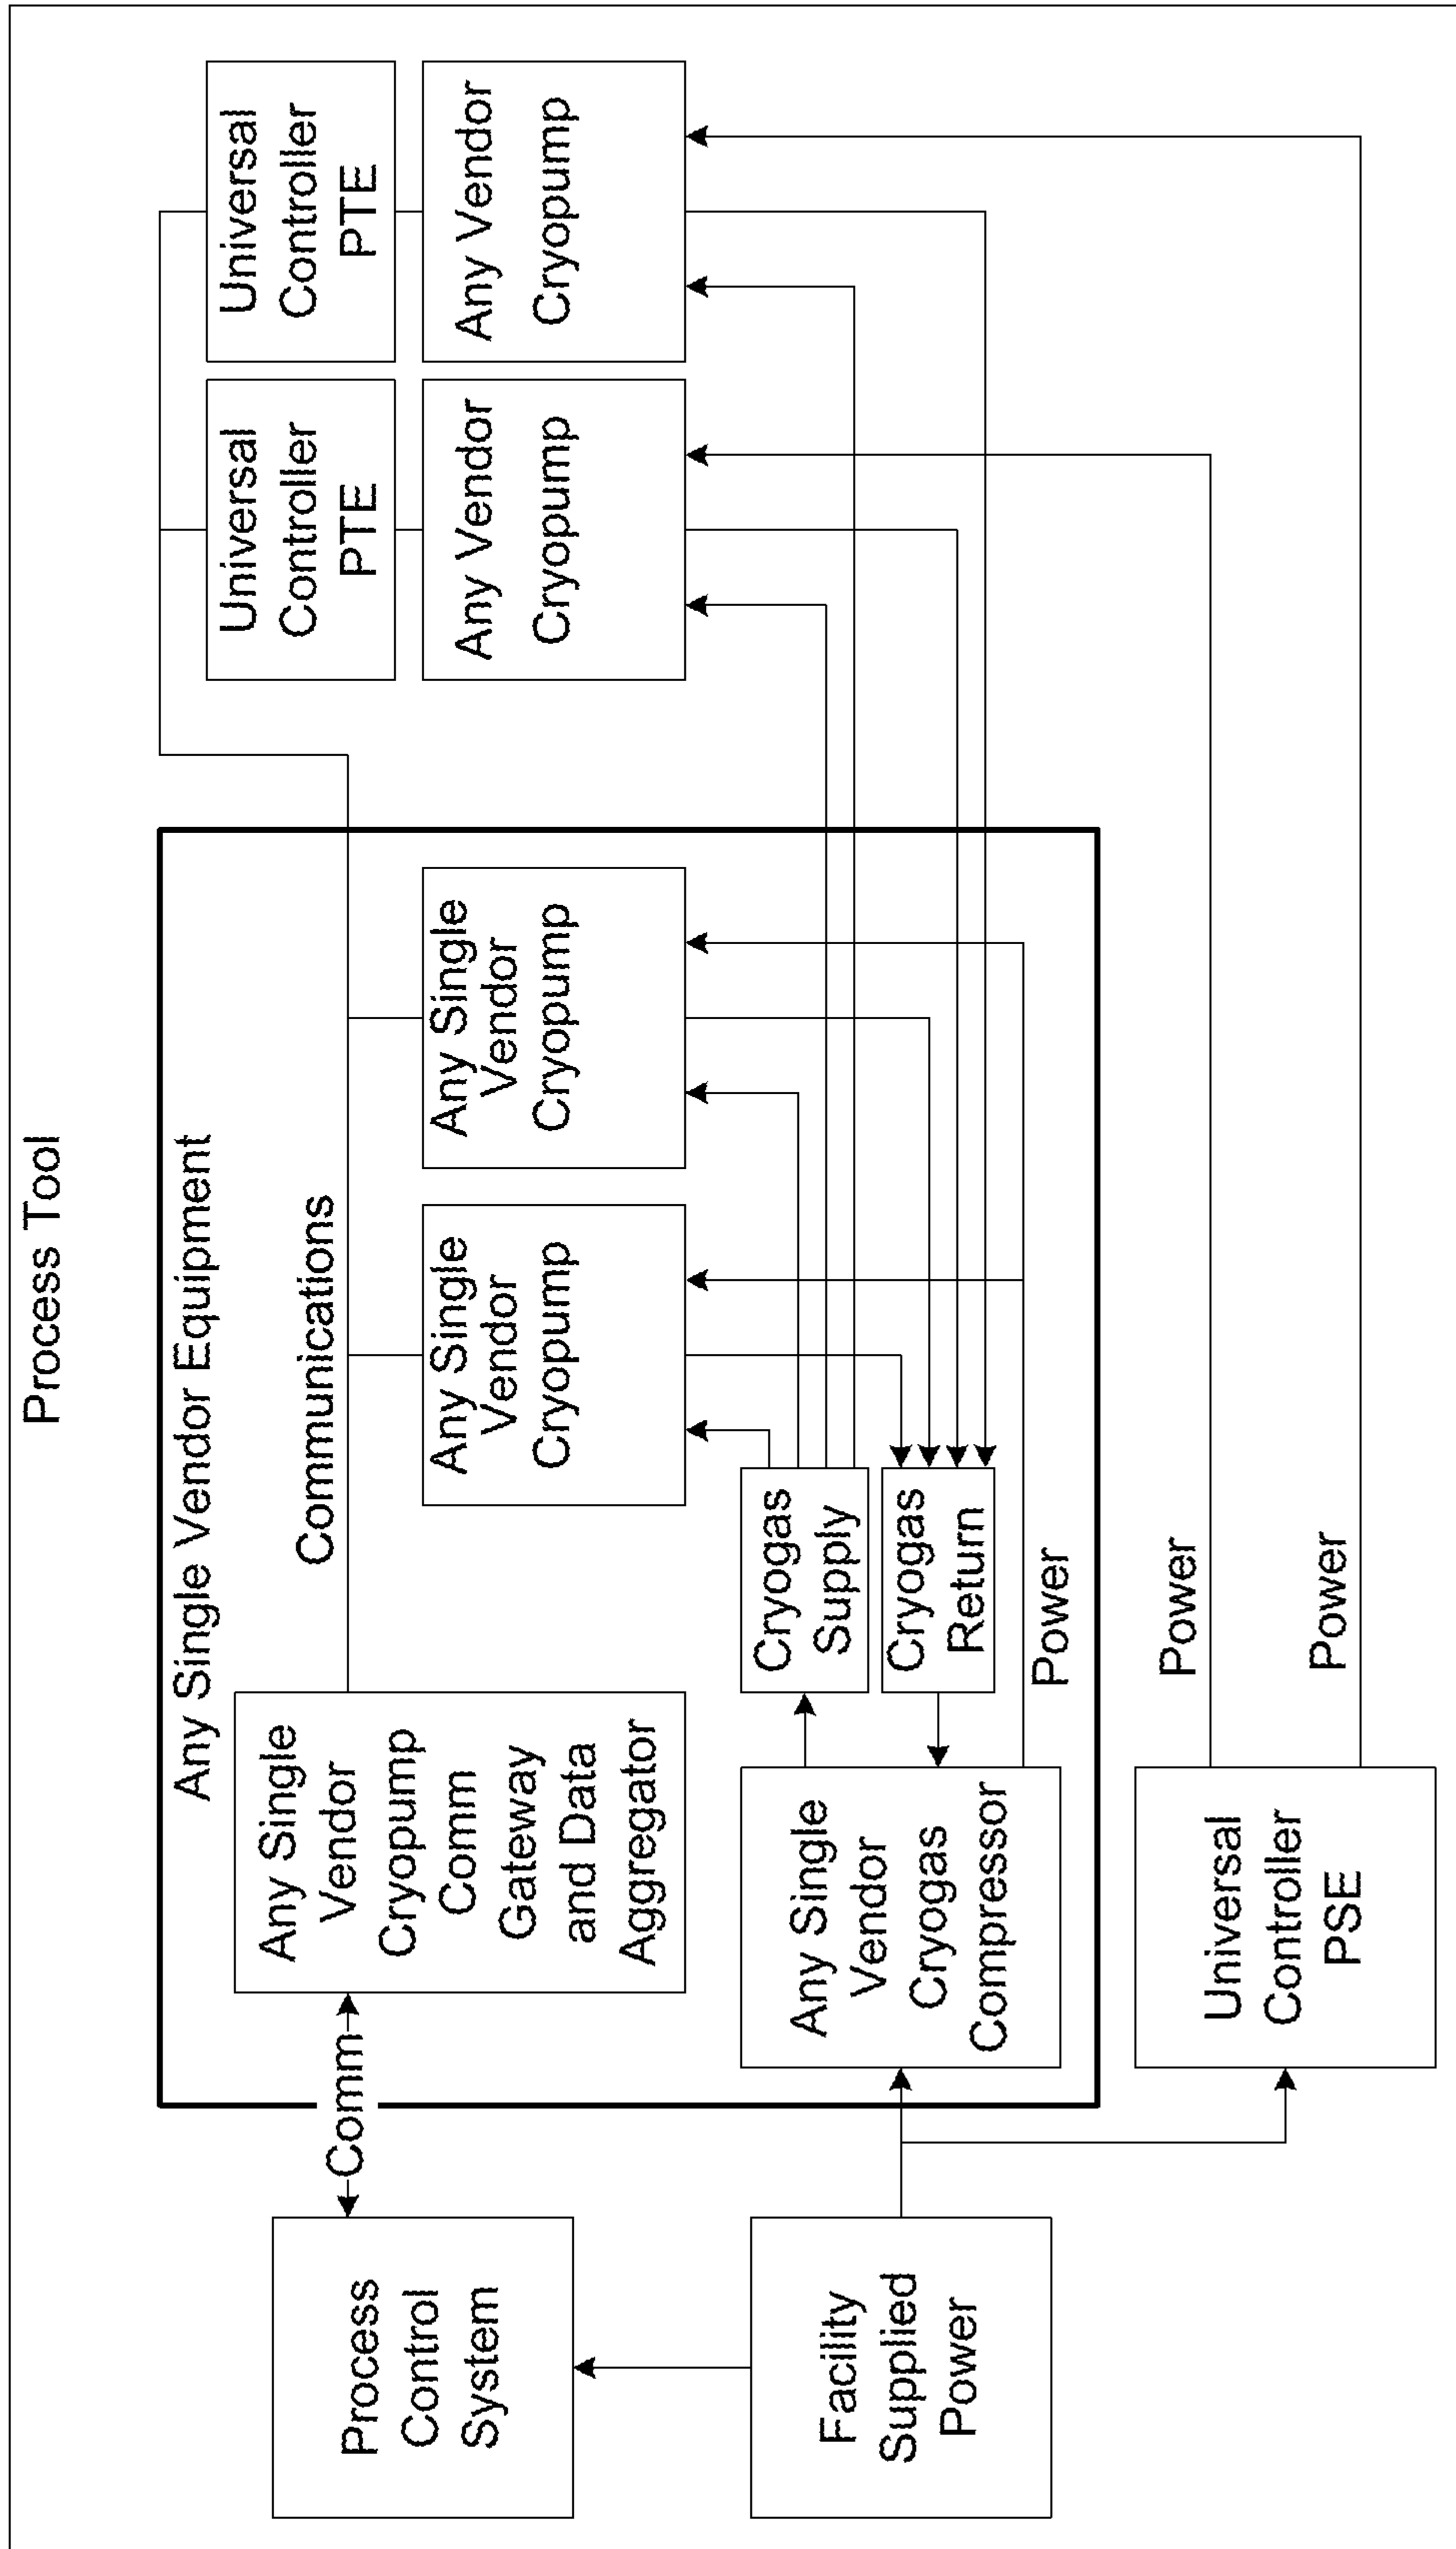 Process Tool
Any Single Vendor Equipment
Process
Control
System
Comm
Any Single
Vendor
Cryopump
Comm
Gateway
and Data
Aggregator
Communications
Any Single
Vendor
Cryopump
Any Single
Vendor
Cryopump
Universal
Controller
PTE
Universal
Controller
PTE
Any Vendor
Cryopump
Any Vendor
Cryopump
Facility
Supplied
Power
Any Single
Vendor
Cryogas
Compressor
Cryogas
Supply
Cryogas
Return
Power
Universal
Controller
PSE
Power
Power